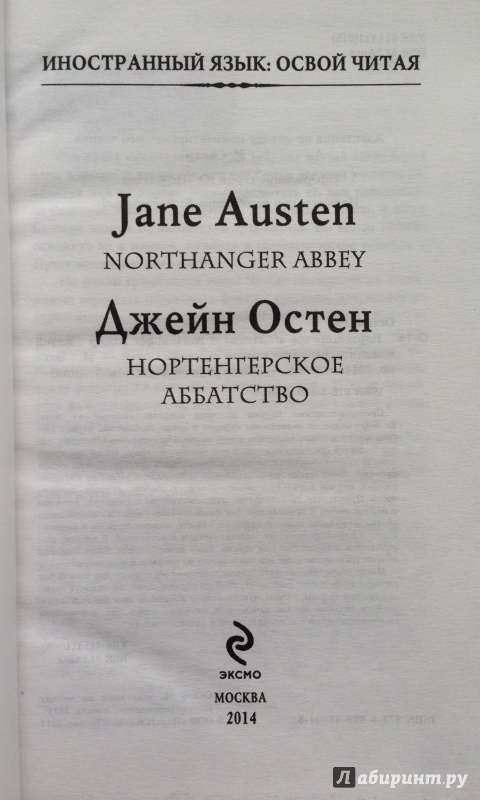 ИНОСТРАННЫЙ ЯЗЫК: ОСВОЙ ЧИТАЯ
Jane Austen
NORTHANGER ABBEY
Джейн Остен
НОРТЕНГЕРСКОЕ
АББАТСТВО
ЭКСМО
МОСКВА
2014
Лабиринт.ру